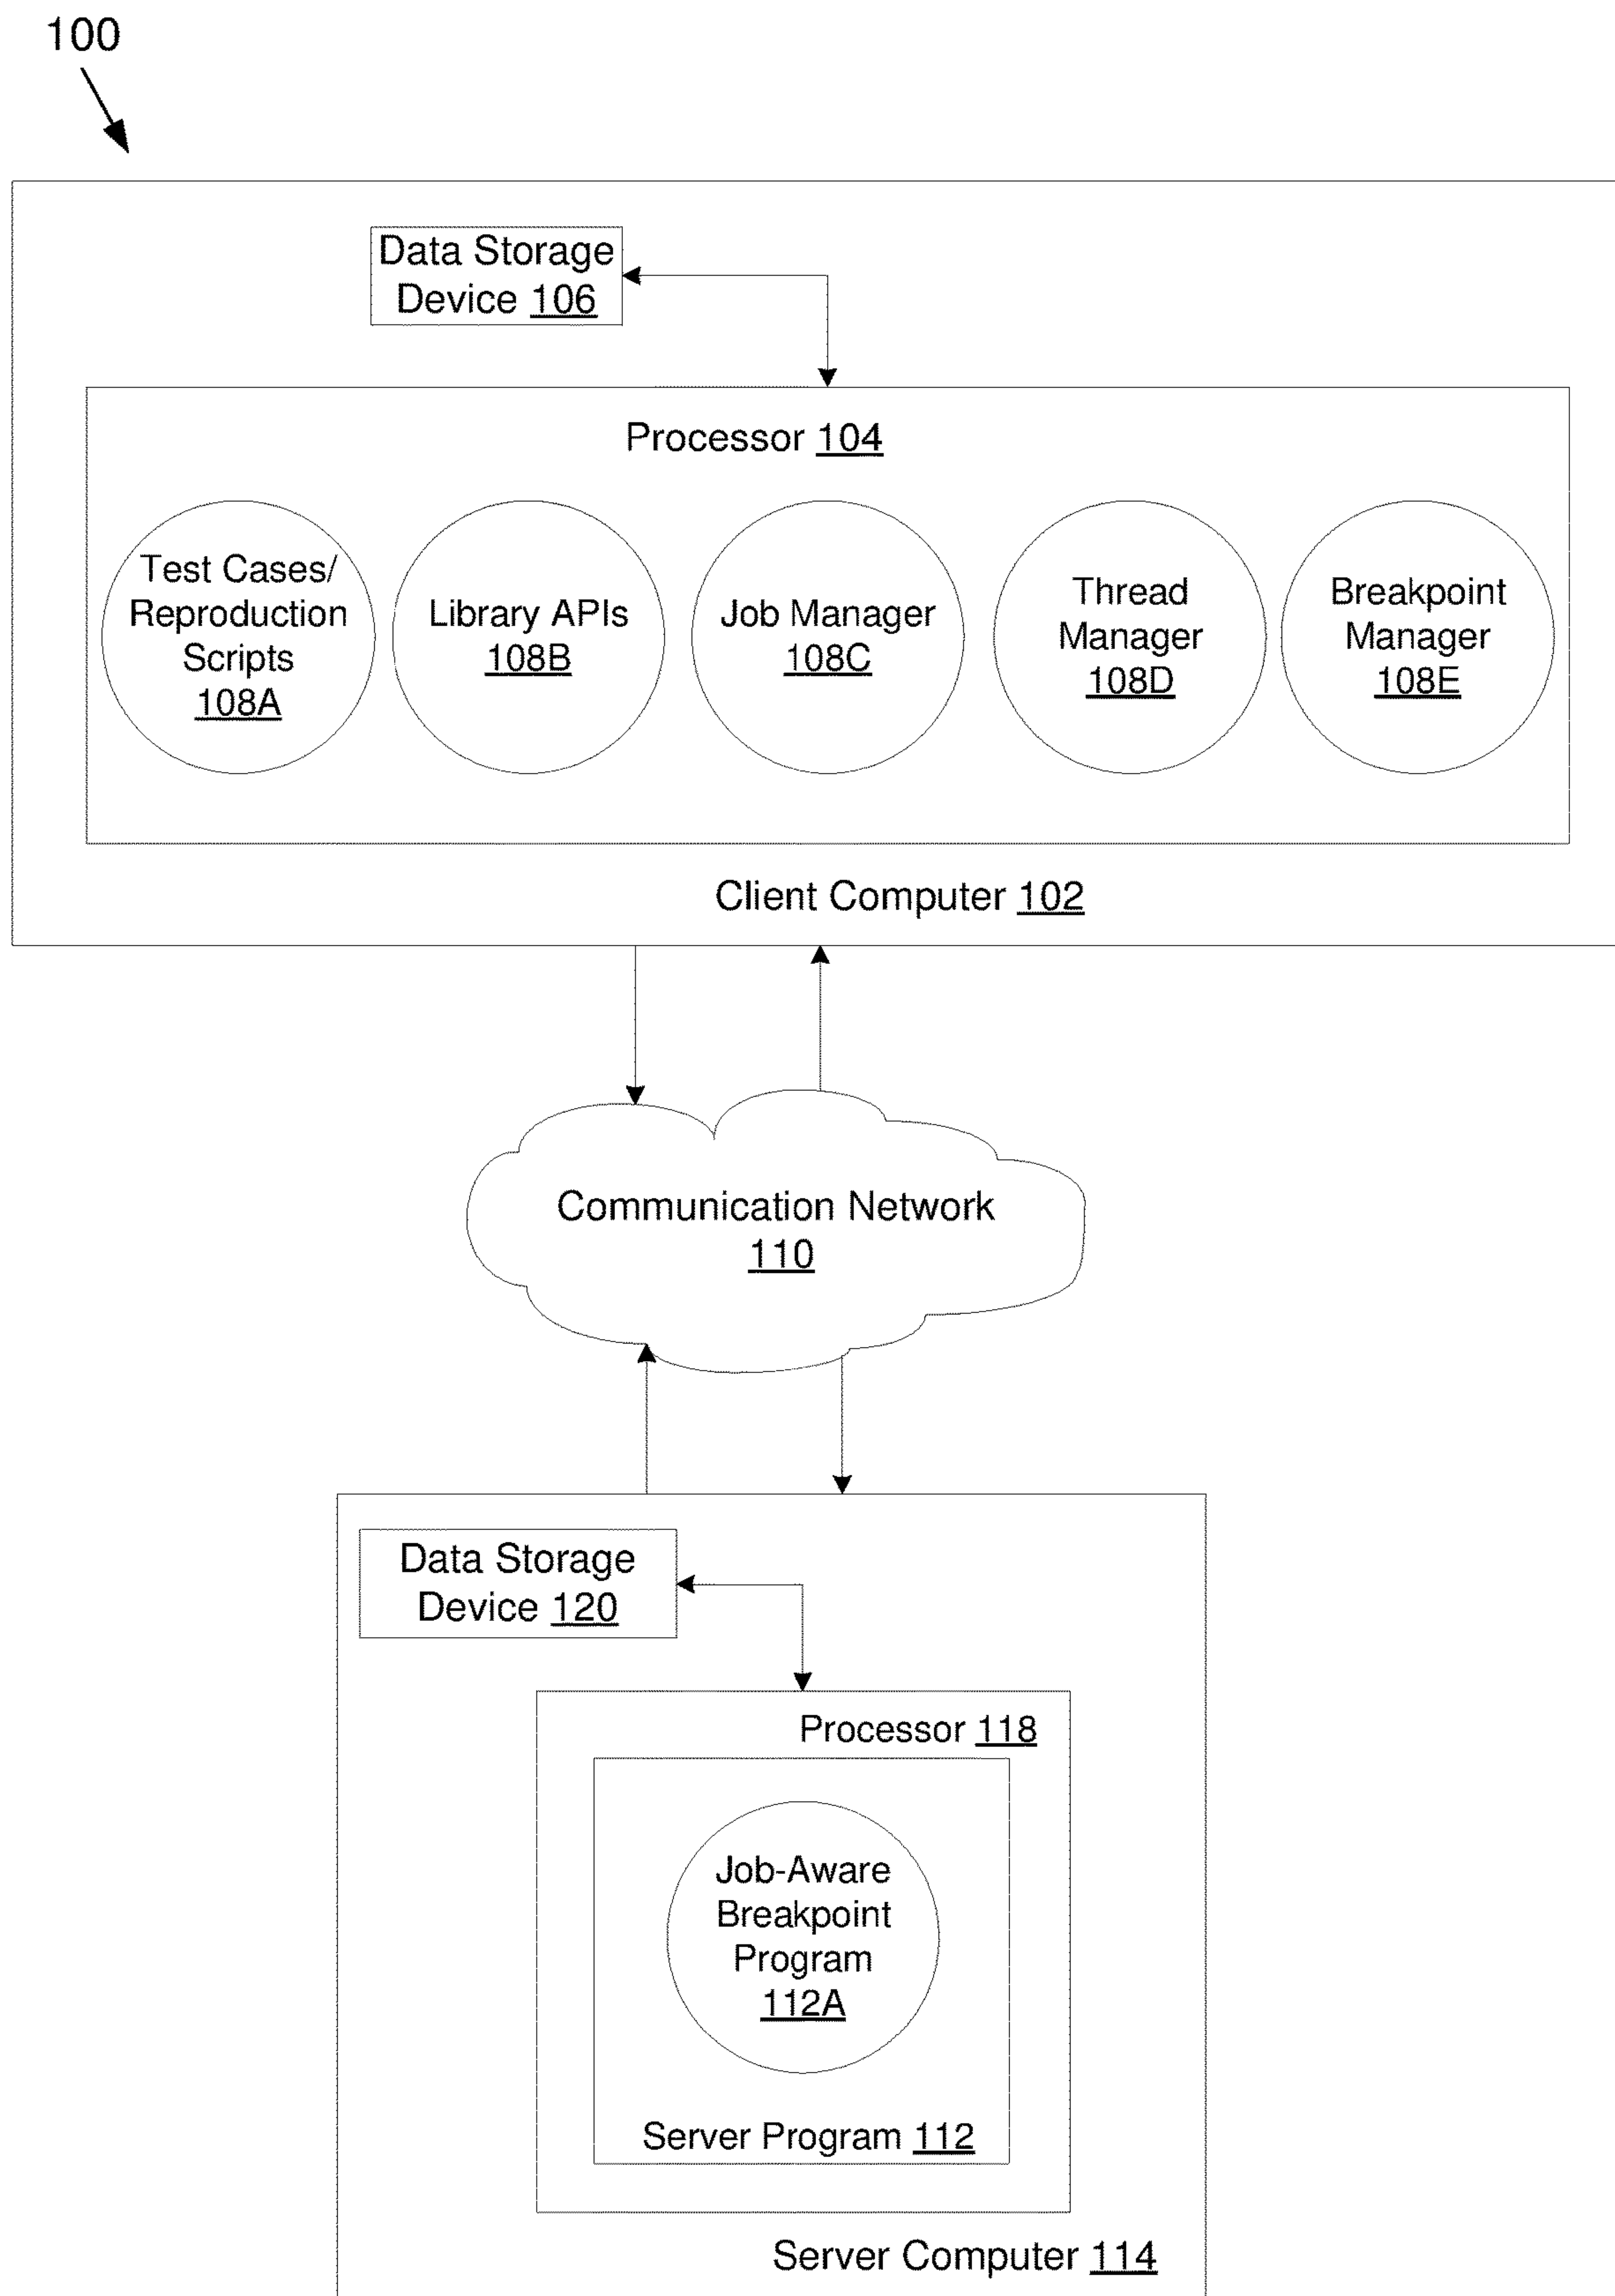 100
Data Storage
Device 106
Processor 104
Test Cases/
Reproduction
Scripts
108A
Library APIs
108B
Job Manager
108C
Thread
Manager
108D
Breakpoint
Manager
108E
Client Computer 102
Communication Network
110
Data Storage
Device 120
Processor 118
Job-Aware
Breakpoint
Program
112A
Server Program 112
Server Computer 114